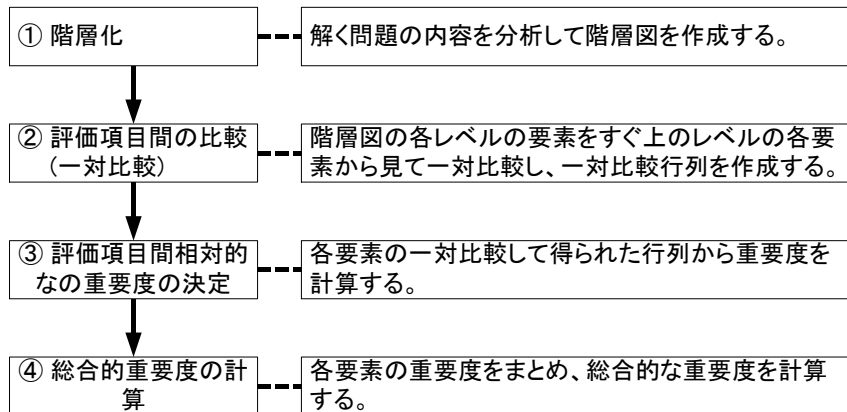 ① 階層化
解く問題の内容を分析して階層図を作成する。
② 評価項目間の比較
(一対比較)
階層図の各レベルの要素をすぐ上のレベルの各要
素から見て一対比較し、一対比較行列を作成する。
③ 評価項目間相対的
なの重要度の決定
各要素の一対比較して得られた行列から重要度を
計算する。
④ 総合的重要度の計
算
各要素の重要度をまとめ、総合的な重要度を計算
する。